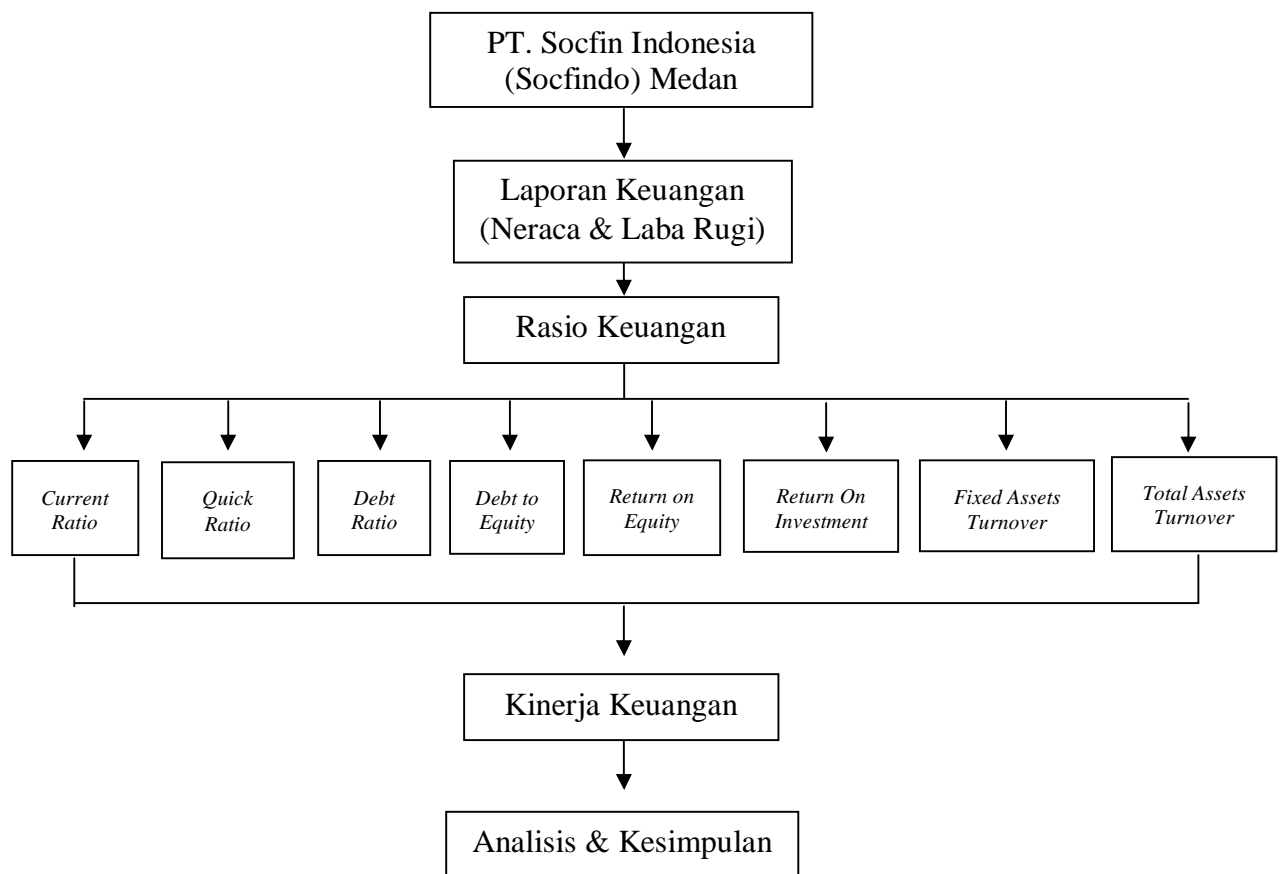 PT. Socfin Indonesia
(Socfindo) Medan
Laporan Keuangan
(Neraca & Laba Rugi)
Rasio Keuangan
Current
Ratio
Quick
Ratio
Debt
Ratio
Debt to
Equity
Return on
Equity
Return On
Investment
Fixed Assets
Turnover
Total Assets
Turnover
Kinerja Keuangan
Analisis & Kesimpulan